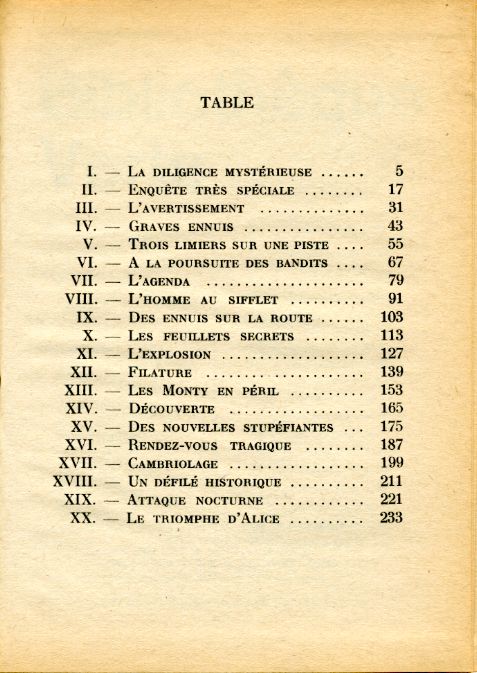 TABLE
I. — La diligence mystérieuse ...... 5
II. — Enquête très spéciale ........ 17
III. — L'avertissement .............. 31
IV. — Graves ennuis ................ 43
V. — Trois limiers sur une piste .... 55
VI. — A la poursuite des bandits .... 67
VII. — L'agenda .................... 79
VIII. — L'homme au sifflet .......... 91
IX. — Des ennuis sur la route ...... 103
X. — Les feuillets secrets ........ 113
XI. — L'explosion .................. 127
XII. — Filature .................... 139
XIII. — Les Monty en péril .......... 153
XIV. — Découverte .................. 165
XV. — Des nouvelles stupéfiantes ... 175
XVI. — Rendez-vous tragique ........ 187
XVII. — Cambriolage ................ 199
XVIII. — Un défilé historique ........ 211
XIX. — Attaque nocturne ............ 221
XX. — Le triomphe d'Alice .......... 233